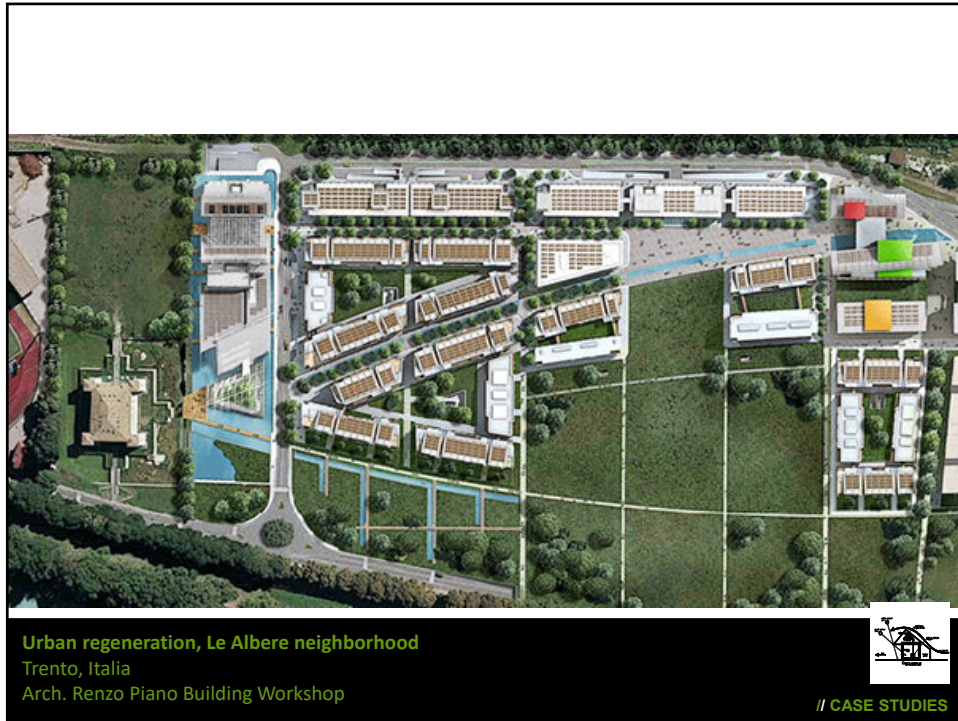 Urban regeneration, Le Albere neighborhood
Trento, Italia
Arch. Renzo Piano Building Workshop
// CASE STUDIES